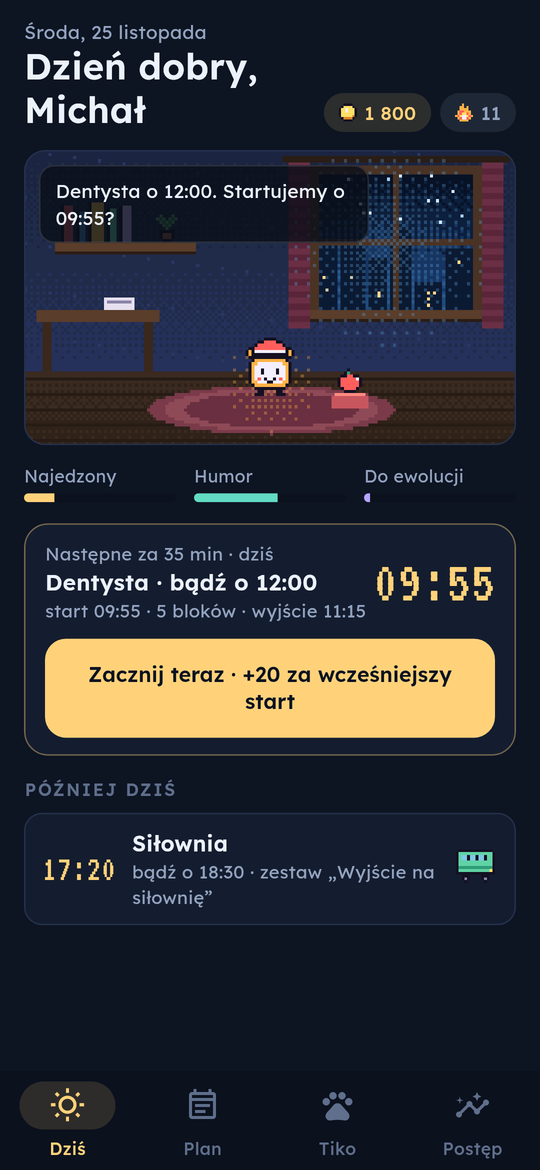 Środa, 25 listopada
Dzień dobry,
Michał
1 800
11
Dentysta o 12:00. Startujemy o
09:55?
Najedzony
Humor
Do ewolucji
Następne za 35 min · dziś
Dentysta · bądź o 12:00
start 09:55 · 5 bloków · wyjście 11:15
09:55
Zacznij teraz · +20 za wcześniejszy
start
PÓŹNIEJ DZIŚ
17:20
Siłownia
bądź o 18:30 · zestaw „Wyjście na
siłownię”
Dziś
Plan
Tiko
Postęp